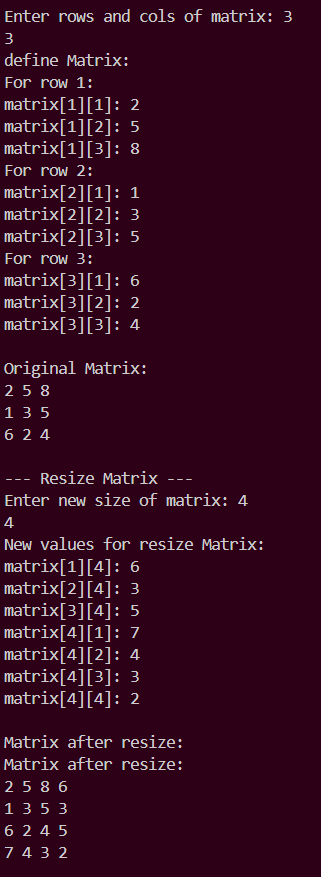 Enter rows and cols of matrix: 3
3
define Matrix:
For row 1:
matrix[1][1]: 2
matrix[1][2]: 5
matrix[1][3]: 8
For row 2:
matrix[2][1]: 1
matrix[2][2]: 3
matrix[2][3]: 5
For row 3:
matrix[3][1]: 6
matrix[3][2]: 2
matrix[3][3]: 4
Original Matrix:
2 5 8
1 3 5
6 2 4
--- Resize Matrix ---
Enter new size of matrix: 4
4
New values for resize Matrix:
matrix[1][4]: 6
matrix[2][4]: 3
matrix[3][4]: 5
matrix[4][1]: 7
matrix[4][2]: 4
matrix[4][3]: 3
matrix[4][4]: 2
Matrix after resize:
Matrix after resize:
2 5 8 6
1 3 5 3
6 2 4 5
7 4 3 2